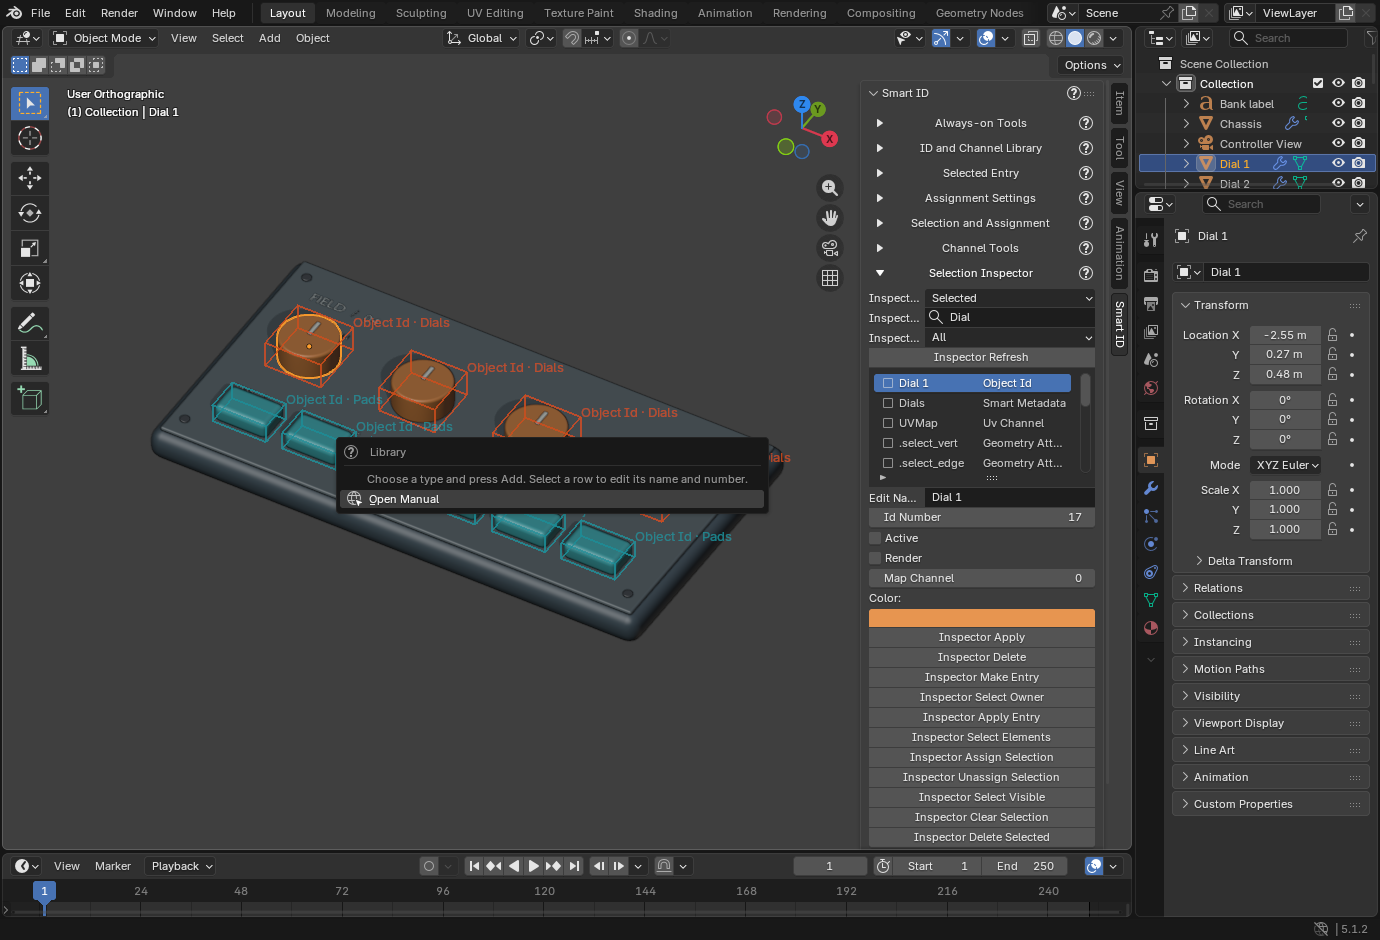 File Edit Render Window Help Layout Modeling Sculpting UV Editing Texture Paint Shading Animation Rendering Compositing Geometry Nodes Scene ViewLayer
Object Mode View Select Add Object Global Search
Options
User Orthographic
(1) Collection | Dial 1
Z Y X
FIELD
Object Id · Dials
Object Id · Dials
Object Id · Pads
Object Id · Dials
Object Id · Pads
ials
Library
Choose a type and press Add. Select a row to edit its name and number.
Open Manual
Object Id · Pads
Smart ID
Always-on Tools
ID and Channel Library
Selected Entry
Assignment Settings
Selection and Assignment
Channel Tools
Selection Inspector
Inspect... Selected
Inspect... Dial
Inspect... All
Inspector Refresh
Dial 1 Object Id
Dials Smart Metadata
UVMap Uv Channel
.select_vert Geometry Att...
.select_edge Geometry Att...
Edit Na... Dial 1
Id Number 17
Active
Render
Map Channel 0
Color:
Inspector Apply
Inspector Delete
Inspector Make Entry
Inspector Select Owner
Inspector Apply Entry
Inspector Select Elements
Inspector Assign Selection
Inspector Unassign Selection
Inspector Select Visible
Inspector Clear Selection
Inspector Delete Selected
Item
Tool
View
Animation
Smart ID
Scene Collection
Collection
Bank label
Chassis
Controller View
Dial 1
Dial 2
Search
Dial 1
Dial 1
Transform
Location X -2.55 m
Y 0.27 m
Z 0.48 m
Rotation X 0°
Y 0°
Z 0°
Mode XYZ Euler
Scale X 1.000
Y 1.000
Z 1.000
Delta Transform
Relations
Collections
Instancing
Motion Paths
Visibility
Viewport Display
Line Art
Animation
Custom Properties
View Marker Playback 1 Start 1 End 250
1 24 48 72 96 120 144 168 192 216 240
5.1.2